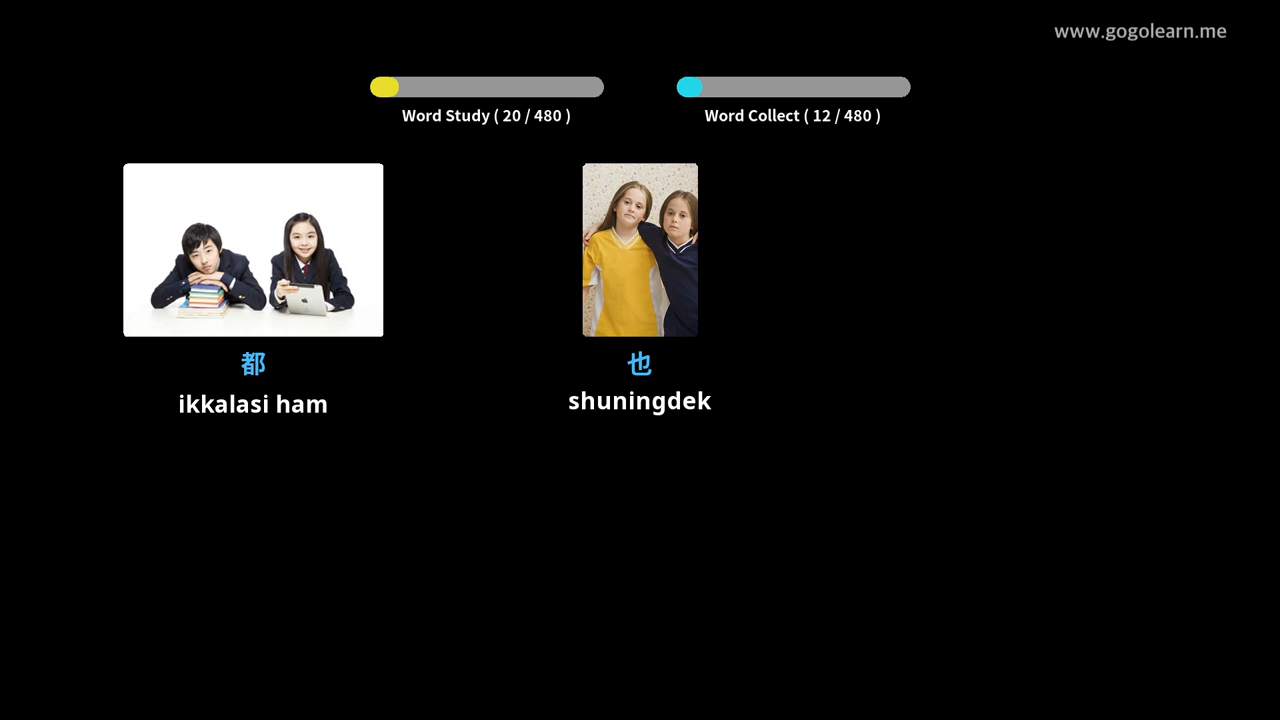 www.gogolearn.me
Word Study ( 20 / 480 )
Word Collect ( 12 / 480 )
都
也
ikkalasi ham
shuningdek